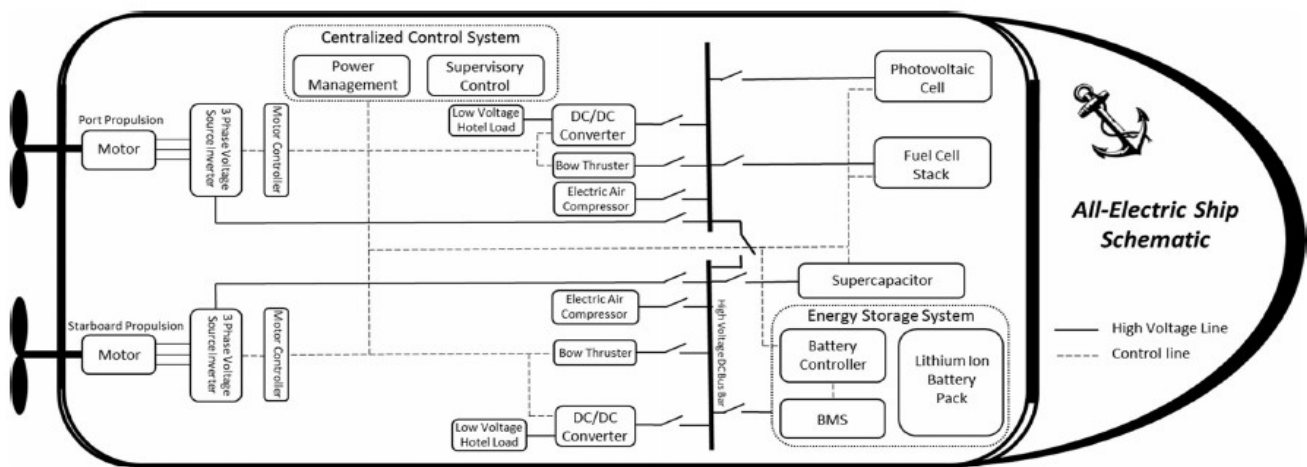 Centralized Control System
Power
Management
Supervisory
Control
Photovoltaic
Cell
Low Voltage
Hotel Load
DC/DC
Converter
Port Propulsion
Motor
3 Phase Voltage
Source Inverter
Motor Controller
Bow Thruster
Fuel Cell
Stack
Electric Air
Compressor
All-Electric Ship
Schematic
Supercapacitor
Electric Air
Compressor
High Voltage DC Bus Bar
Energy Storage System
Starboard Propulsion
Motor
3 Phase Voltage
Source Inverter
Motor Controller
Bow Thruster
Battery
Controller
Lithium Ion
Battery
Pack
BMS
Low Voltage
Hotel Load
DC/DC
Converter
High Voltage Line
Control line